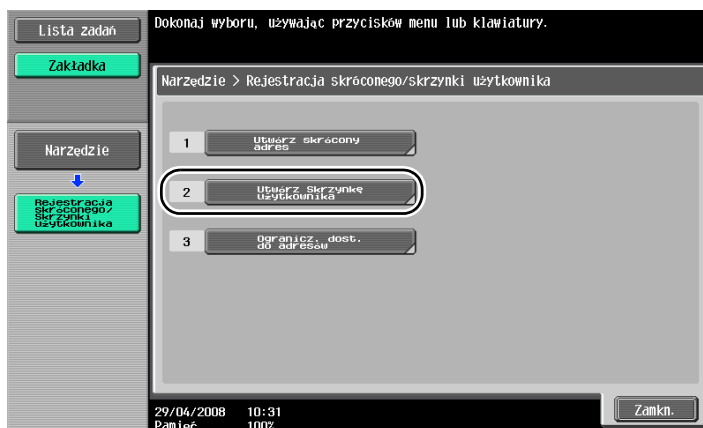 Lista zadań
Dokonaj wyboru, używając przycisków menu lub klawiatury.
Zakładka
Narzędzie > Rejestracja skróconego/skrzynki użytkownika
Narzędzie
Rejestracja
skróconego/
Skrzynki
użytkownika
1 Utwórz skrócony
adres
2 Utwórz Skrzynkę
użytkownika
3 Ogranicz. dost.
do adresów
29/04/2008 10:31
Pamięć 100%
Zamkn.